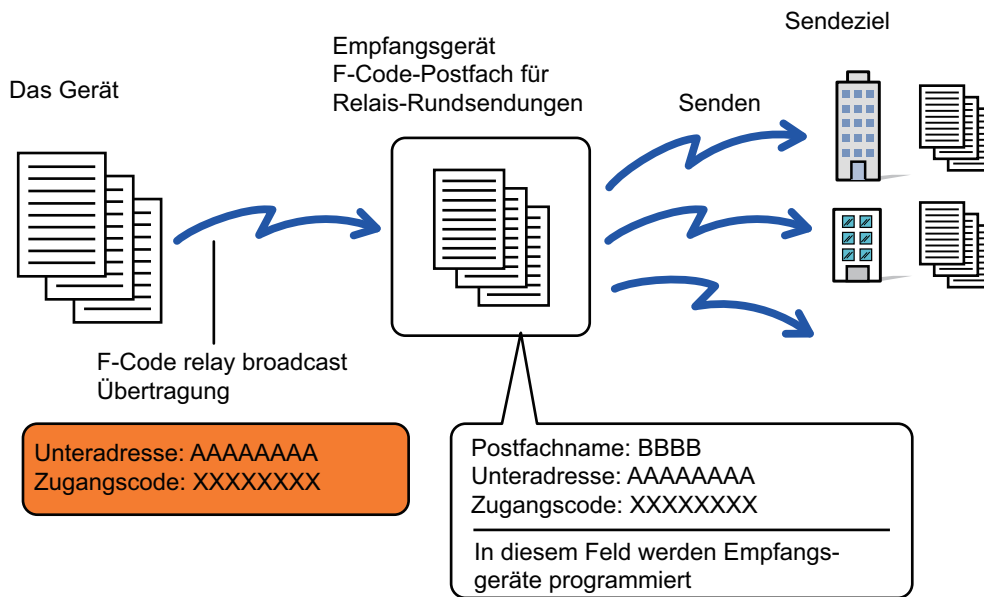 Sendeziel
Empfangsgerät
F-Code-Postfach für
Relais-Rundsendungen
Das Gerät
Senden
F-Code relay broadcast
Übertragung
Unteradresse: AAAAAAAA
Zugangscode: XXXXXXXX
Postfachname: BBBB
Unteradresse: AAAAAAAA
Zugangscode: XXXXXXXX
In diesem Feld werden Empfangs-
geräte programmiert